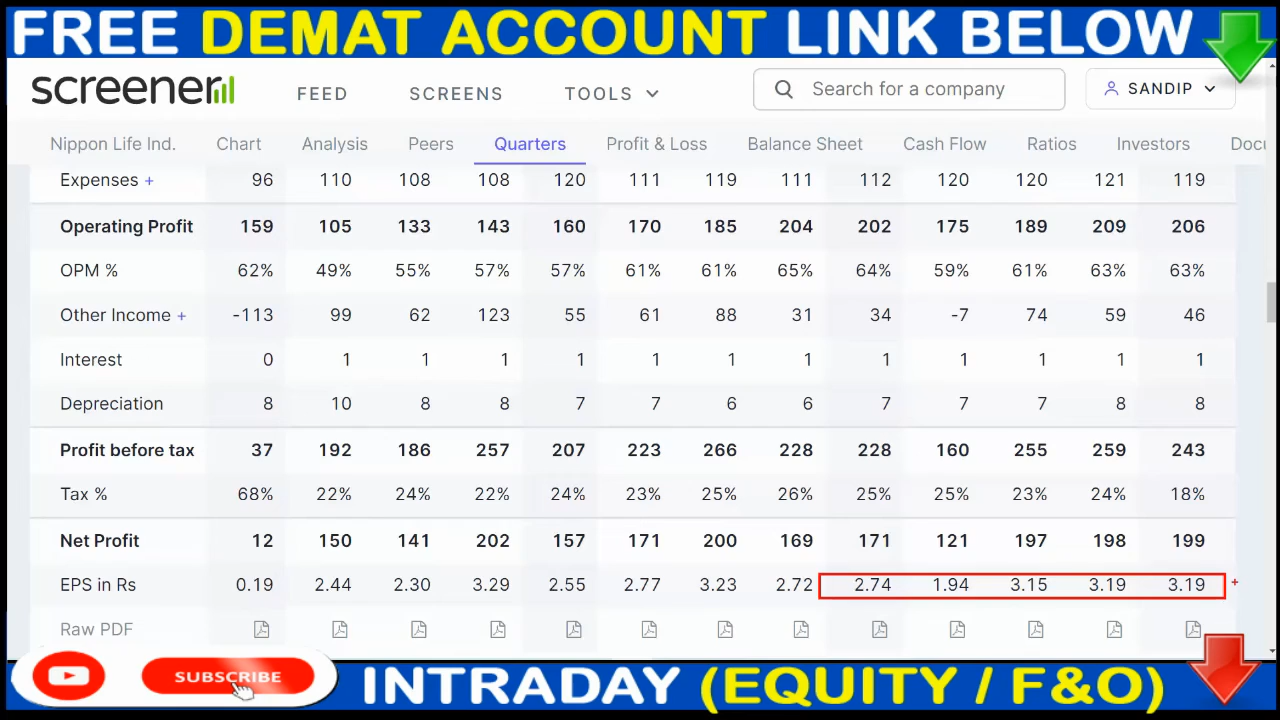 FREE DEMAT ACCOUNT LINK BELOW
screener FEED SCREENS TOOLS Search for a company SANDIP
Nippon Life Ind. Chart Analysis Peers Quarters Profit & Loss Balance Sheet Cash Flow Ratios Investors Docu
Expenses + 96 110 108 108 120 111 119 111 112 120 120 121 119
Operating Profit 159 105 133 143 160 170 185 204 202 175 189 209 206
OPM % 62% 49% 55% 57% 57% 61% 61% 65% 64% 59% 61% 63% 63%
Other Income + -113 99 62 123 55 61 88 31 34 -7 74 59 46
Interest 0 1 1 1 1 1 1 1 1 1 1 1 1
Depreciation 8 10 8 8 7 7 6 6 7 7 7 8 8
Profit before tax 37 192 186 257 207 223 266 228 228 160 255 259 243
Tax % 68% 22% 24% 22% 24% 23% 25% 26% 25% 25% 23% 24% 18%
Net Profit 12 150 141 202 157 171 200 169 171 121 197 198 199
EPS in Rs 0.19 2.44 2.30 3.29 2.55 2.77 3.23 2.72 2.74 1.94 3.15 3.19 3.19 +
Raw PDF
SUBSCRIBE INTRADAY (EQUITY / F&O)